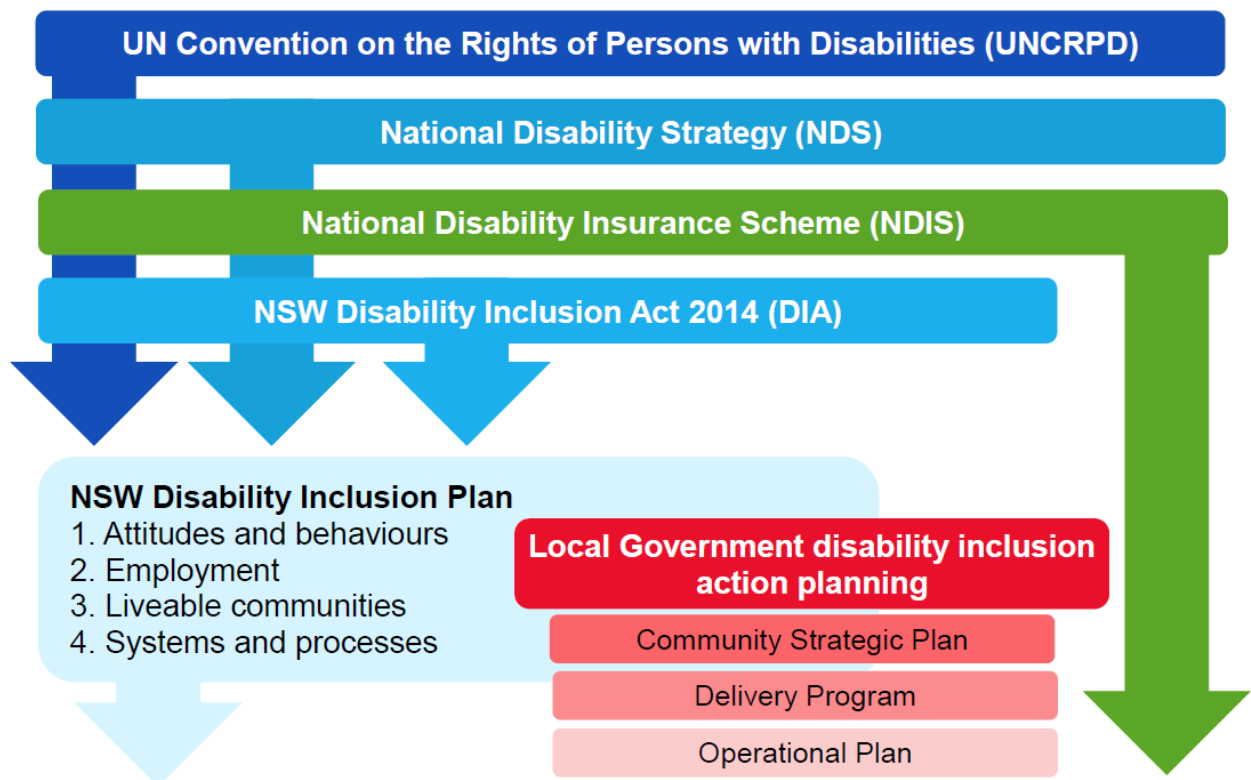 UN Convention on the Rights of Persons with Disabilities (UNCRPD)
National Disability Strategy (NDS)
National Disability Insurance Scheme (NDIS)
NSW Disability Inclusion Act 2014 (DIA)
NSW Disability Inclusion Plan
1. Attitudes and behaviours
2. Employment
3. Liveable communities
4. Systems and processes
Local Government disability inclusion
action planning
Community Strategic Plan
Delivery Program
Operational Plan